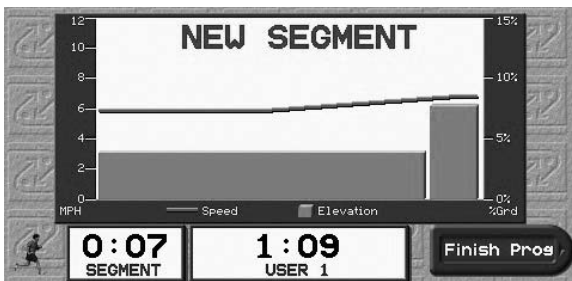 NEW SEGMENT
12
10
8
6
4
2
0
15%
10%
5%
0%
MPH
Speed
Elevation
%Grd
0:07
SEGMENT
1:09
USER 1
Finish Prog